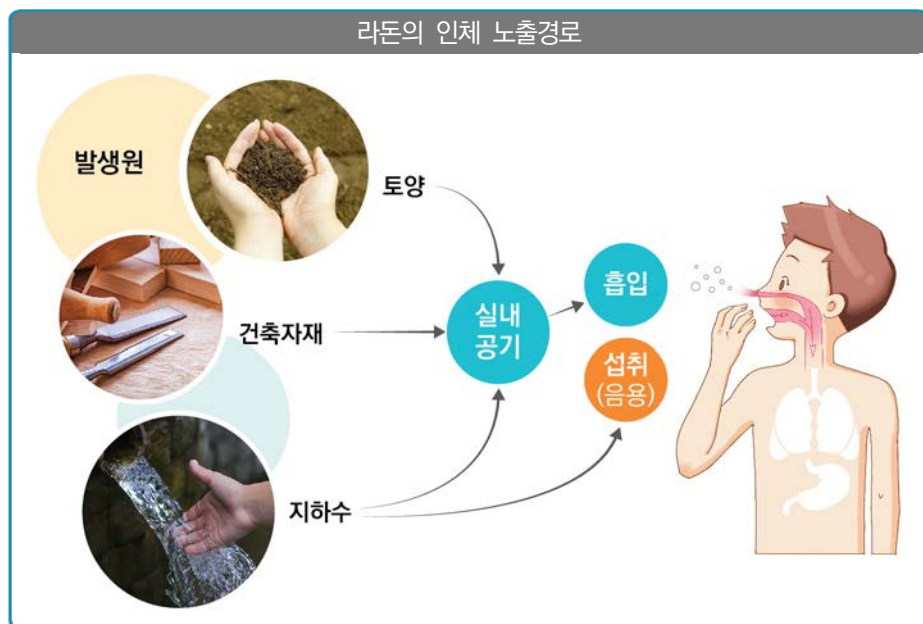 라돈의 인체 노출경로
발생원
토양
건축자재
지하수
실내
공기
흡입
섭취
(음용)